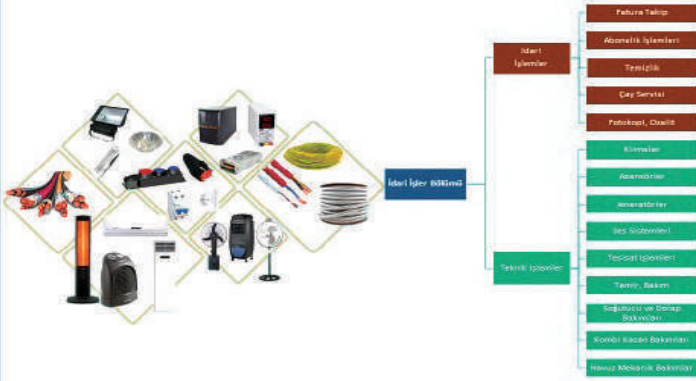 İdari İşler Bölümü
İdari
İşlemler
Fatura Takip
Abonelik İşlemleri
Temizlik
Çay Servisi
Fotokopi, Ozalit
Teknik İşlemler
Klimalar
Asansörler
Jeneratörler
Ses Sistemleri
Tesisat İşlemleri
Tamir, Bakım
Soğutucu ve Dolap
Bakımları
Kombi Kazan Bakımları
Havuz Mekanik Bakımları